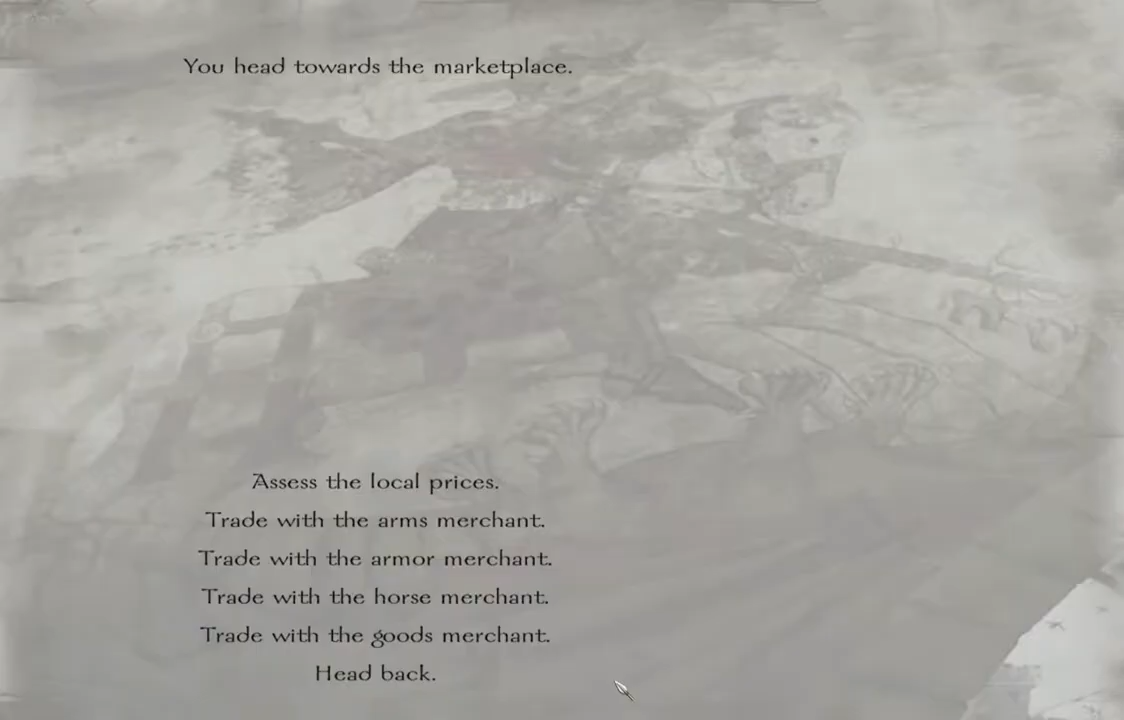 You head towards the marketplace.
Assess the local prices.
Trade with the arms merchant.
Trade with the armor merchant.
Trade with the horse merchant.
Trade with the goods merchant.
Head back.